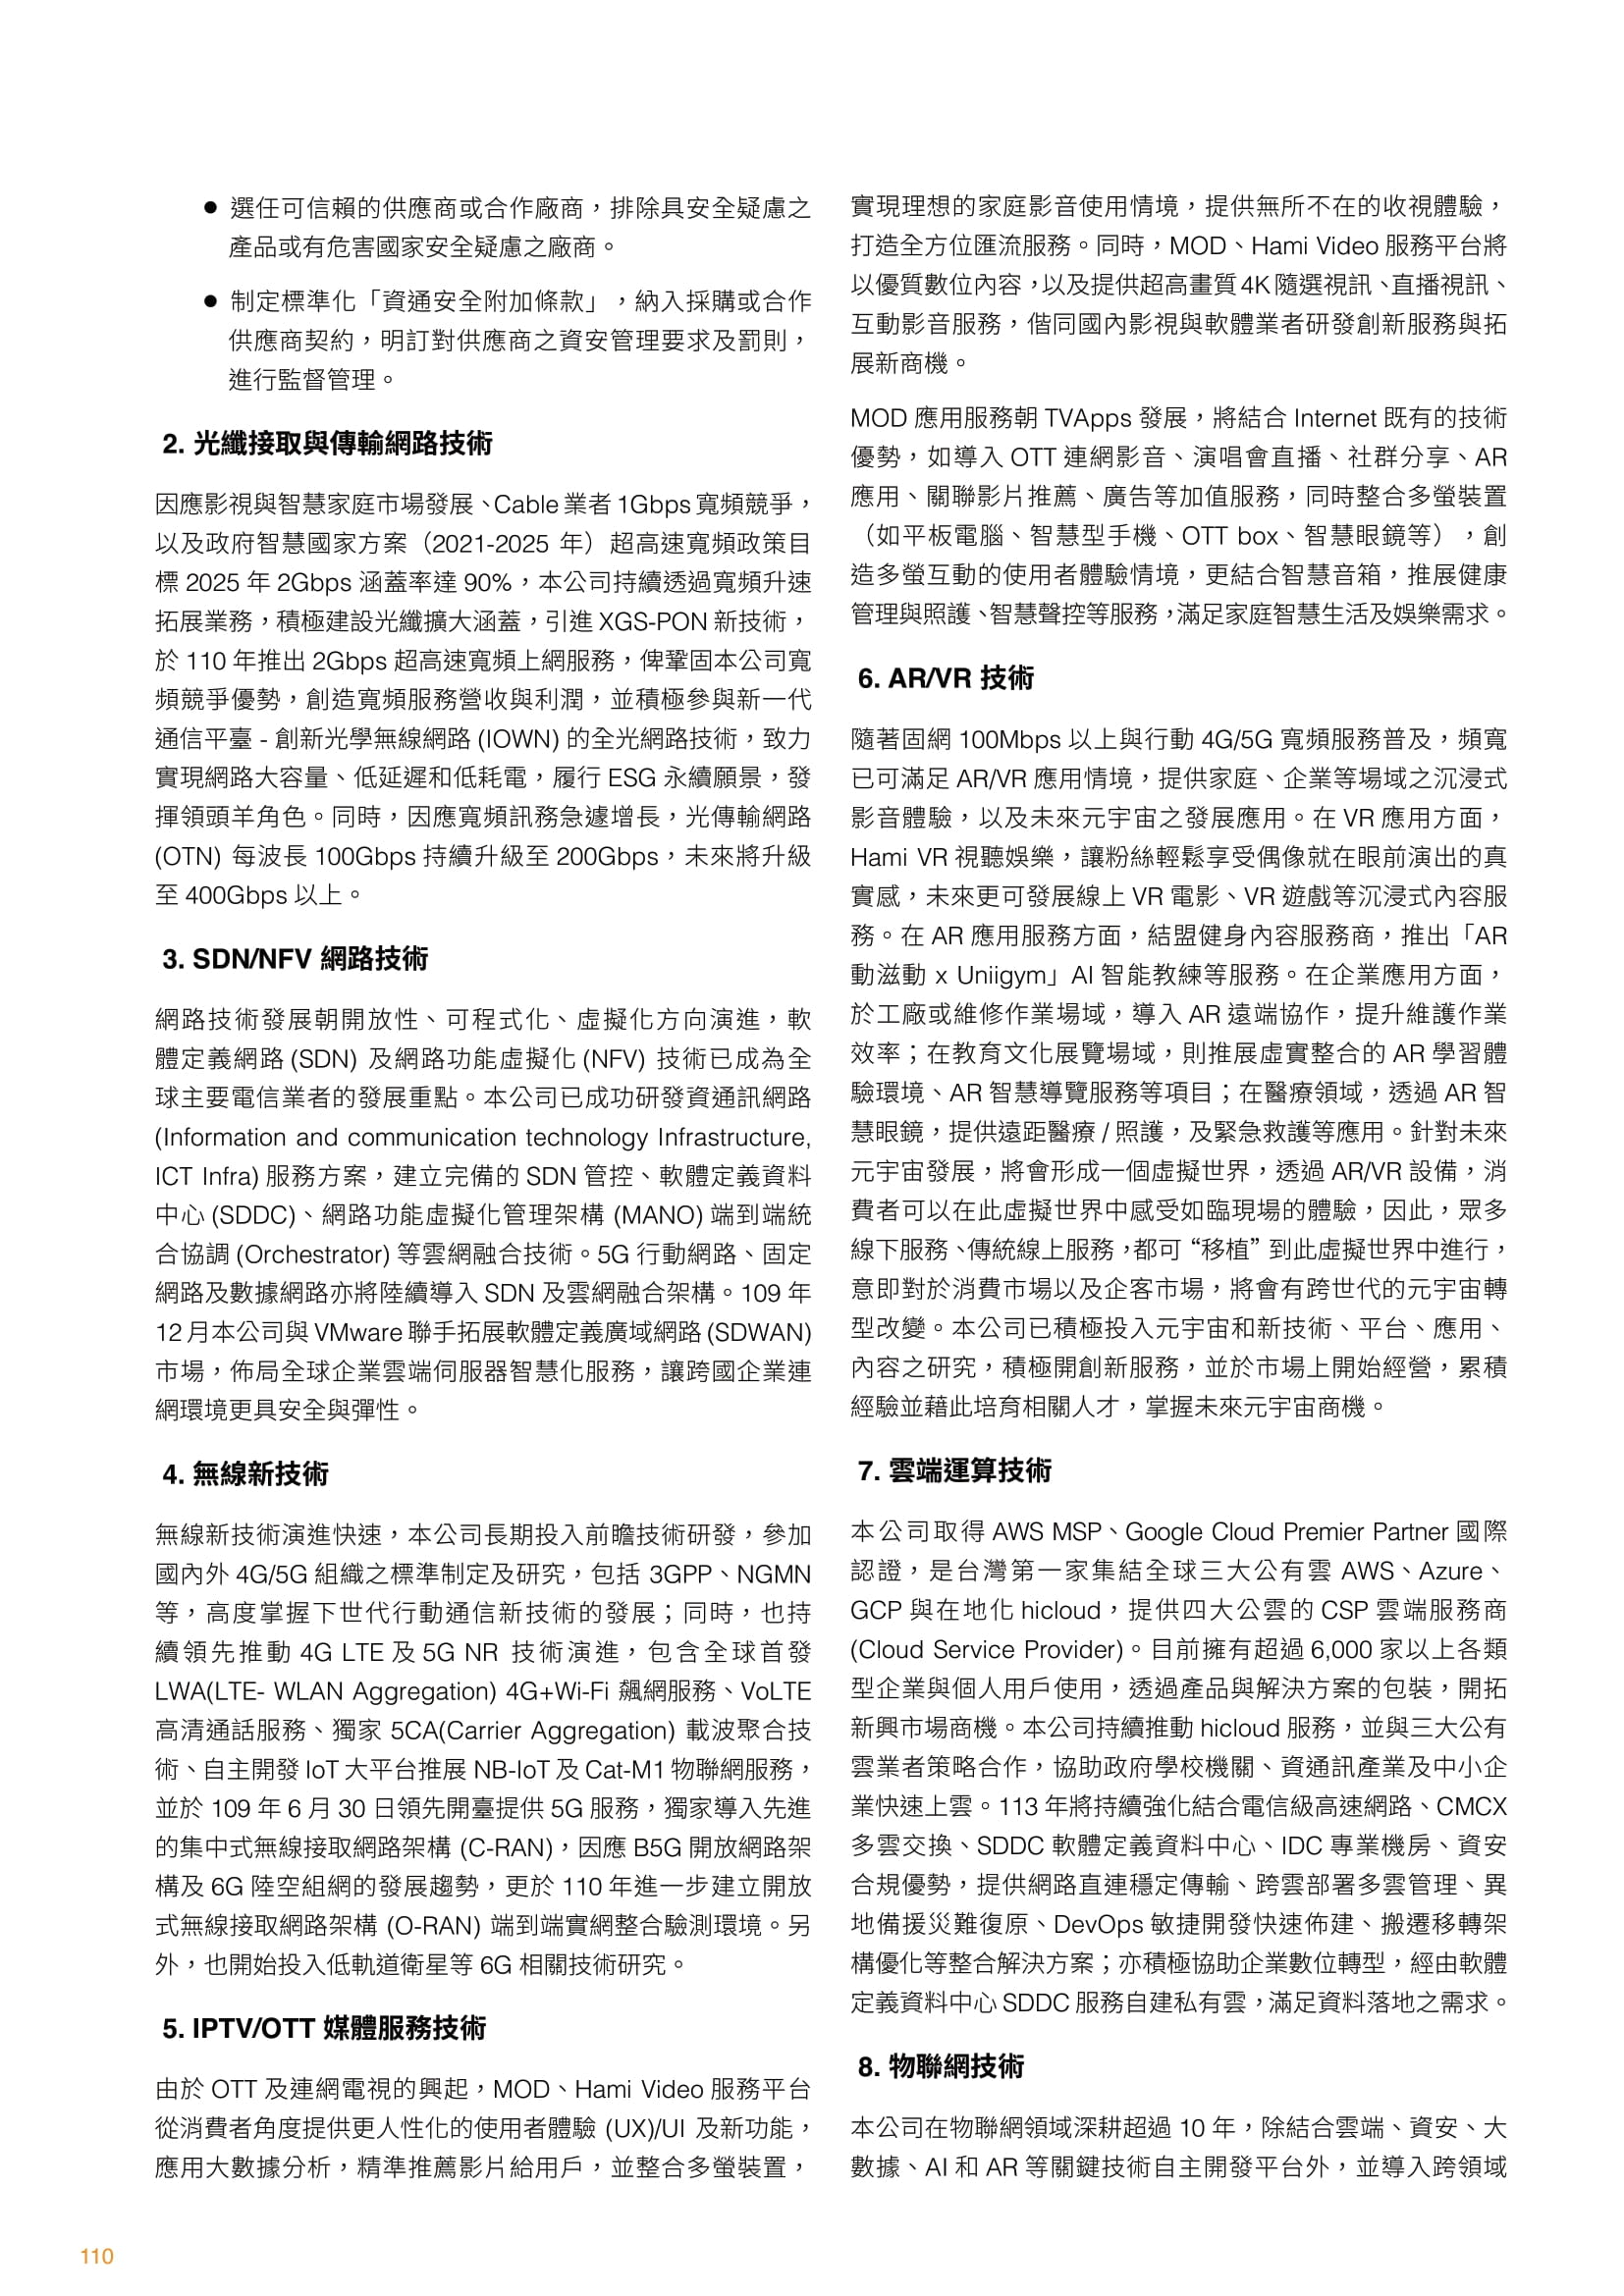 ● 選任可信賴的供應商或合作廠商，排除具安全疑慮之
產品或有危害國家安全疑慮之廠商。
● 制定標準化「資通安全附加條款」，納入採購或合作
供應商契約，明訂對供應商之資安管理要求及罰則，
進行監督管理。
2. 光纖接取與傳輸網路技術
因應影視與智慧家庭市場發展、Cable 業者 1Gbps 寬頻競爭，
以及政府智慧國家方案（2021-2025 年）超高速寬頻政策目
標 2025 年 2Gbps 涵蓋率達 90%，本公司持續透過寬頻升速
拓展業務，積極建設光纖擴大涵蓋，引進 XGS-PON 新技術，
於 110 年推出 2Gbps 超高速寬頻上網服務，俾鞏固本公司寬
頻競爭優勢，創造寬頻服務營收與利潤，並積極參與新一代
通信平臺 - 創新光學無線網路 (IOWN) 的全光網路技術，致力
實現網路大容量、低延遲和低耗電，履行 ESG 永續願景，發
揮領頭羊角色。同時，因應寬頻訊務急遽增長，光傳輸網路
(OTN) 每波長 100Gbps 持續升級至 200Gbps，未來將升級
至 400Gbps 以上。
3. SDN/NFV 網路技術
網路技術發展朝開放性、可程式化、虛擬化方向演進，軟
體定義網路 (SDN) 及網路功能虛擬化 (NFV) 技術已成為全
球主要電信業者的發展重點。本公司已成功研發資通訊網路
(Information and communication technology Infrastructure,
ICT Infra) 服務方案，建立完備的 SDN 管控、軟體定義資料
中心 (SDDC)、網路功能虛擬化管理架構 (MANO) 端到端統
合協調 (Orchestrator) 等雲網融合技術。5G 行動網路、固定
網路及數據網路亦將陸續導入 SDN 及雲網融合架構。109 年
12 月本公司與 VMware 聯手拓展軟體定義廣域網路 (SDWAN)
市場，佈局全球企業雲端伺服器智慧化服務，讓跨國企業連
網環境更具安全與彈性。
4. 無線新技術
無線新技術演進快速，本公司長期投入前瞻技術研發，參加
國內外 4G/5G 組織之標準制定及研究，包括 3GPP、NGMN
等，高度掌握下世代行動通信新技術的發展；同時，也持
續領先推動 4G LTE 及 5G NR 技術演進，包含全球首發
LWA(LTE- WLAN Aggregation) 4G+Wi-Fi 飆網服務、VoLTE
高清通話服務、獨家 5CA(Carrier Aggregation) 載波聚合技
術、自主開發 IoT 大平台推展 NB-IoT 及 Cat-M1 物聯網服務，
並於 109 年 6 月 30 日領先開臺提供 5G 服務，獨家導入先進
的集中式無線接取網路架構 (C-RAN)，因應 B5G 開放網路架
構及 6G 陸空組網的發展趨勢，更於 110 年進一步建立開放
式無線接取網路架構 (O-RAN) 端到端實網整合驗測環境。另
外，也開始投入低軌道衛星等 6G 相關技術研究。
5. IPTV/OTT 媒體服務技術
由於 OTT 及連網電視的興起，MOD、Hami Video 服務平台
從消費者角度提供更人性化的使用者體驗 (UX)/UI 及新功能，
應用大數據分析，精準推薦影片給用戶，並整合多螢裝置，
實現理想的家庭影音使用情境，提供無所不在的收視體驗，
打造全方位匯流服務。同時，MOD、Hami Video 服務平台將
以優質數位內容，以及提供超高畫質 4K 隨選視訊、直播視訊、
互動影音服務，偕同國內影視與軟體業者研發創新服務與拓
展新商機。
MOD 應用服務朝 TVApps 發展，將結合 Internet 既有的技術
優勢，如導入 OTT 連網影音、演唱會直播、社群分享、AR
應用、關聯影片推薦、廣告等加值服務，同時整合多螢裝置
（如平板電腦、智慧型手機、OTT box、智慧眼鏡等），創
造多螢互動的使用者體驗情境，更結合智慧音箱，推展健康
管理與照護、智慧聲控等服務，滿足家庭智慧生活及娛樂需求。
6. AR/VR 技術
隨著固網 100Mbps 以上與行動 4G/5G 寬頻服務普及，頻寬
已可滿足 AR/VR 應用情境，提供家庭、企業等場域之沉浸式
影音體驗，以及未來元宇宙之發展應用。在 VR 應用方面，
Hami VR 視聽娛樂，讓粉絲輕鬆享受偶像就在眼前演出的真
實感，未來更可發展線上 VR 電影、VR 遊戲等沉浸式內容服
務。在 AR 應用服務方面，結盟健身內容服務商，推出「AR
動滋動 x Uniigym」AI 智能教練等服務。在企業應用方面，
於工廠或維修作業場域，導入 AR 遠端協作，提升維護作業
效率；在教育文化展覽場域，則推展虛實整合的 AR 學習體
驗環境、AR 智慧導覽服務等項目；在醫療領域，透過 AR 智
慧眼鏡，提供遠距醫療 / 照護，及緊急救護等應用。針對未來
元宇宙發展，將會形成一個虛擬世界，透過 AR/VR 設備，消
費者可以在此虛擬世界中感受如臨現場的體驗，因此，眾多
線下服務、傳統線上服務，都可 “移植” 到此虛擬世界中進行，
意即對於消費市場以及企客市場，將會有跨世代的元宇宙轉
型改變。本公司已積極投入元宇宙和新技術、平台、應用、
內容之研究，積極開創新服務，並於市場上開始經營，累積
經驗並藉此培育相關人才，掌握未來元宇宙商機。
7. 雲端運算技術
本公司取得 AWS MSP、Google Cloud Premier Partner 國際
認證，是台灣第一家集結全球三大公有雲 AWS、Azure、
GCP 與在地化 hicloud，提供四大公雲的 CSP 雲端服務商
(Cloud Service Provider)。目前擁有超過 6,000 家以上各類
型企業與個人用戶使用，透過產品與解決方案的包裝，開拓
新興市場商機。本公司持續推動 hicloud 服務，並與三大公有
雲業者策略合作，協助政府學校機關、資通訊產業及中小企
業快速上雲。113 年將持續強化結合電信級高速網路、CMCX
多雲交換、SDDC 軟體定義資料中心、IDC 專業機房、資安
合規優勢，提供網路直連穩定傳輸、跨雲部署多雲管理、異
地備援災難復原、DevOps 敏捷開發快速佈建、搬遷移轉架
構優化等整合解決方案；亦積極協助企業數位轉型，經由軟體
定義資料中心 SDDC 服務自建私有雲，滿足資料落地之需求。
8. 物聯網技術
本公司在物聯網領域深耕超過 10 年，除結合雲端、資安、大
數據、AI 和 AR 等關鍵技術自主開發平台外，並導入跨領域
110